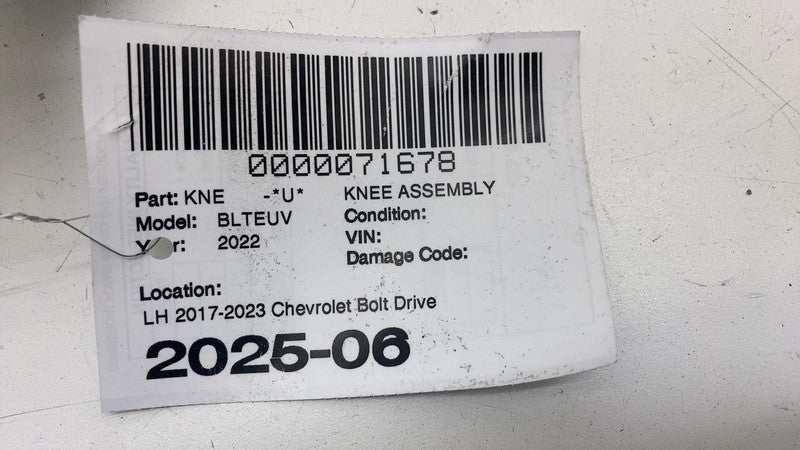 0000071678
Part: KNE -*U* KNEE ASSEMBLY
Model: BLTEUV Condition:
Year: 2022 VIN:
Damage Code:
Location:
LH 2017-2023 Chevrolet Bolt Drive
2025-06